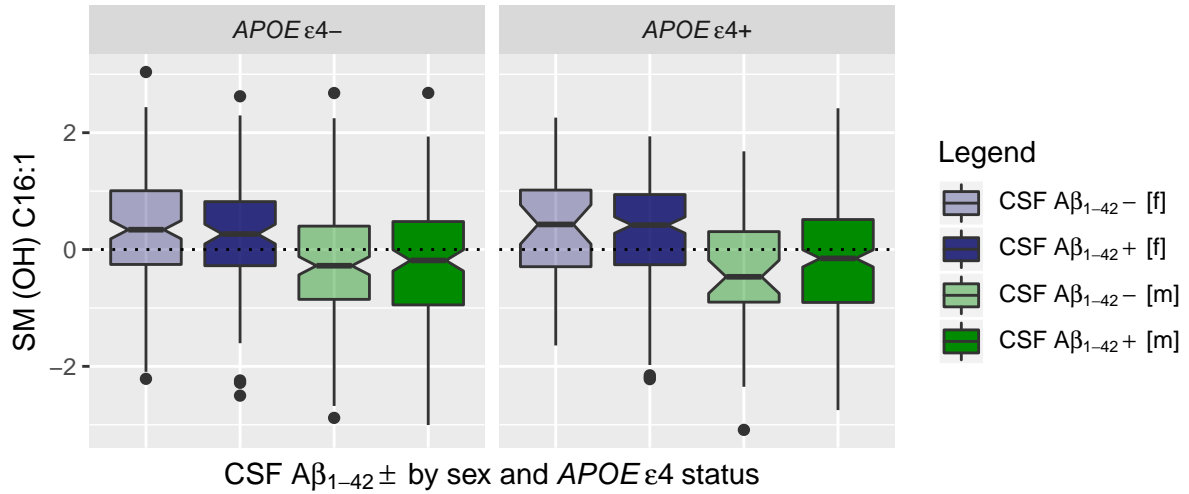 APOE ε4−
APOE ε4+
SM (OH) C16:1
2
0
−2
CSF Aβ1−42 ± by sex and APOE ε4 status
Legend
CSF Aβ1−42 − [f]
CSF Aβ1−42 + [f]
CSF Aβ1−42 − [m]
CSF Aβ1−42 + [m]